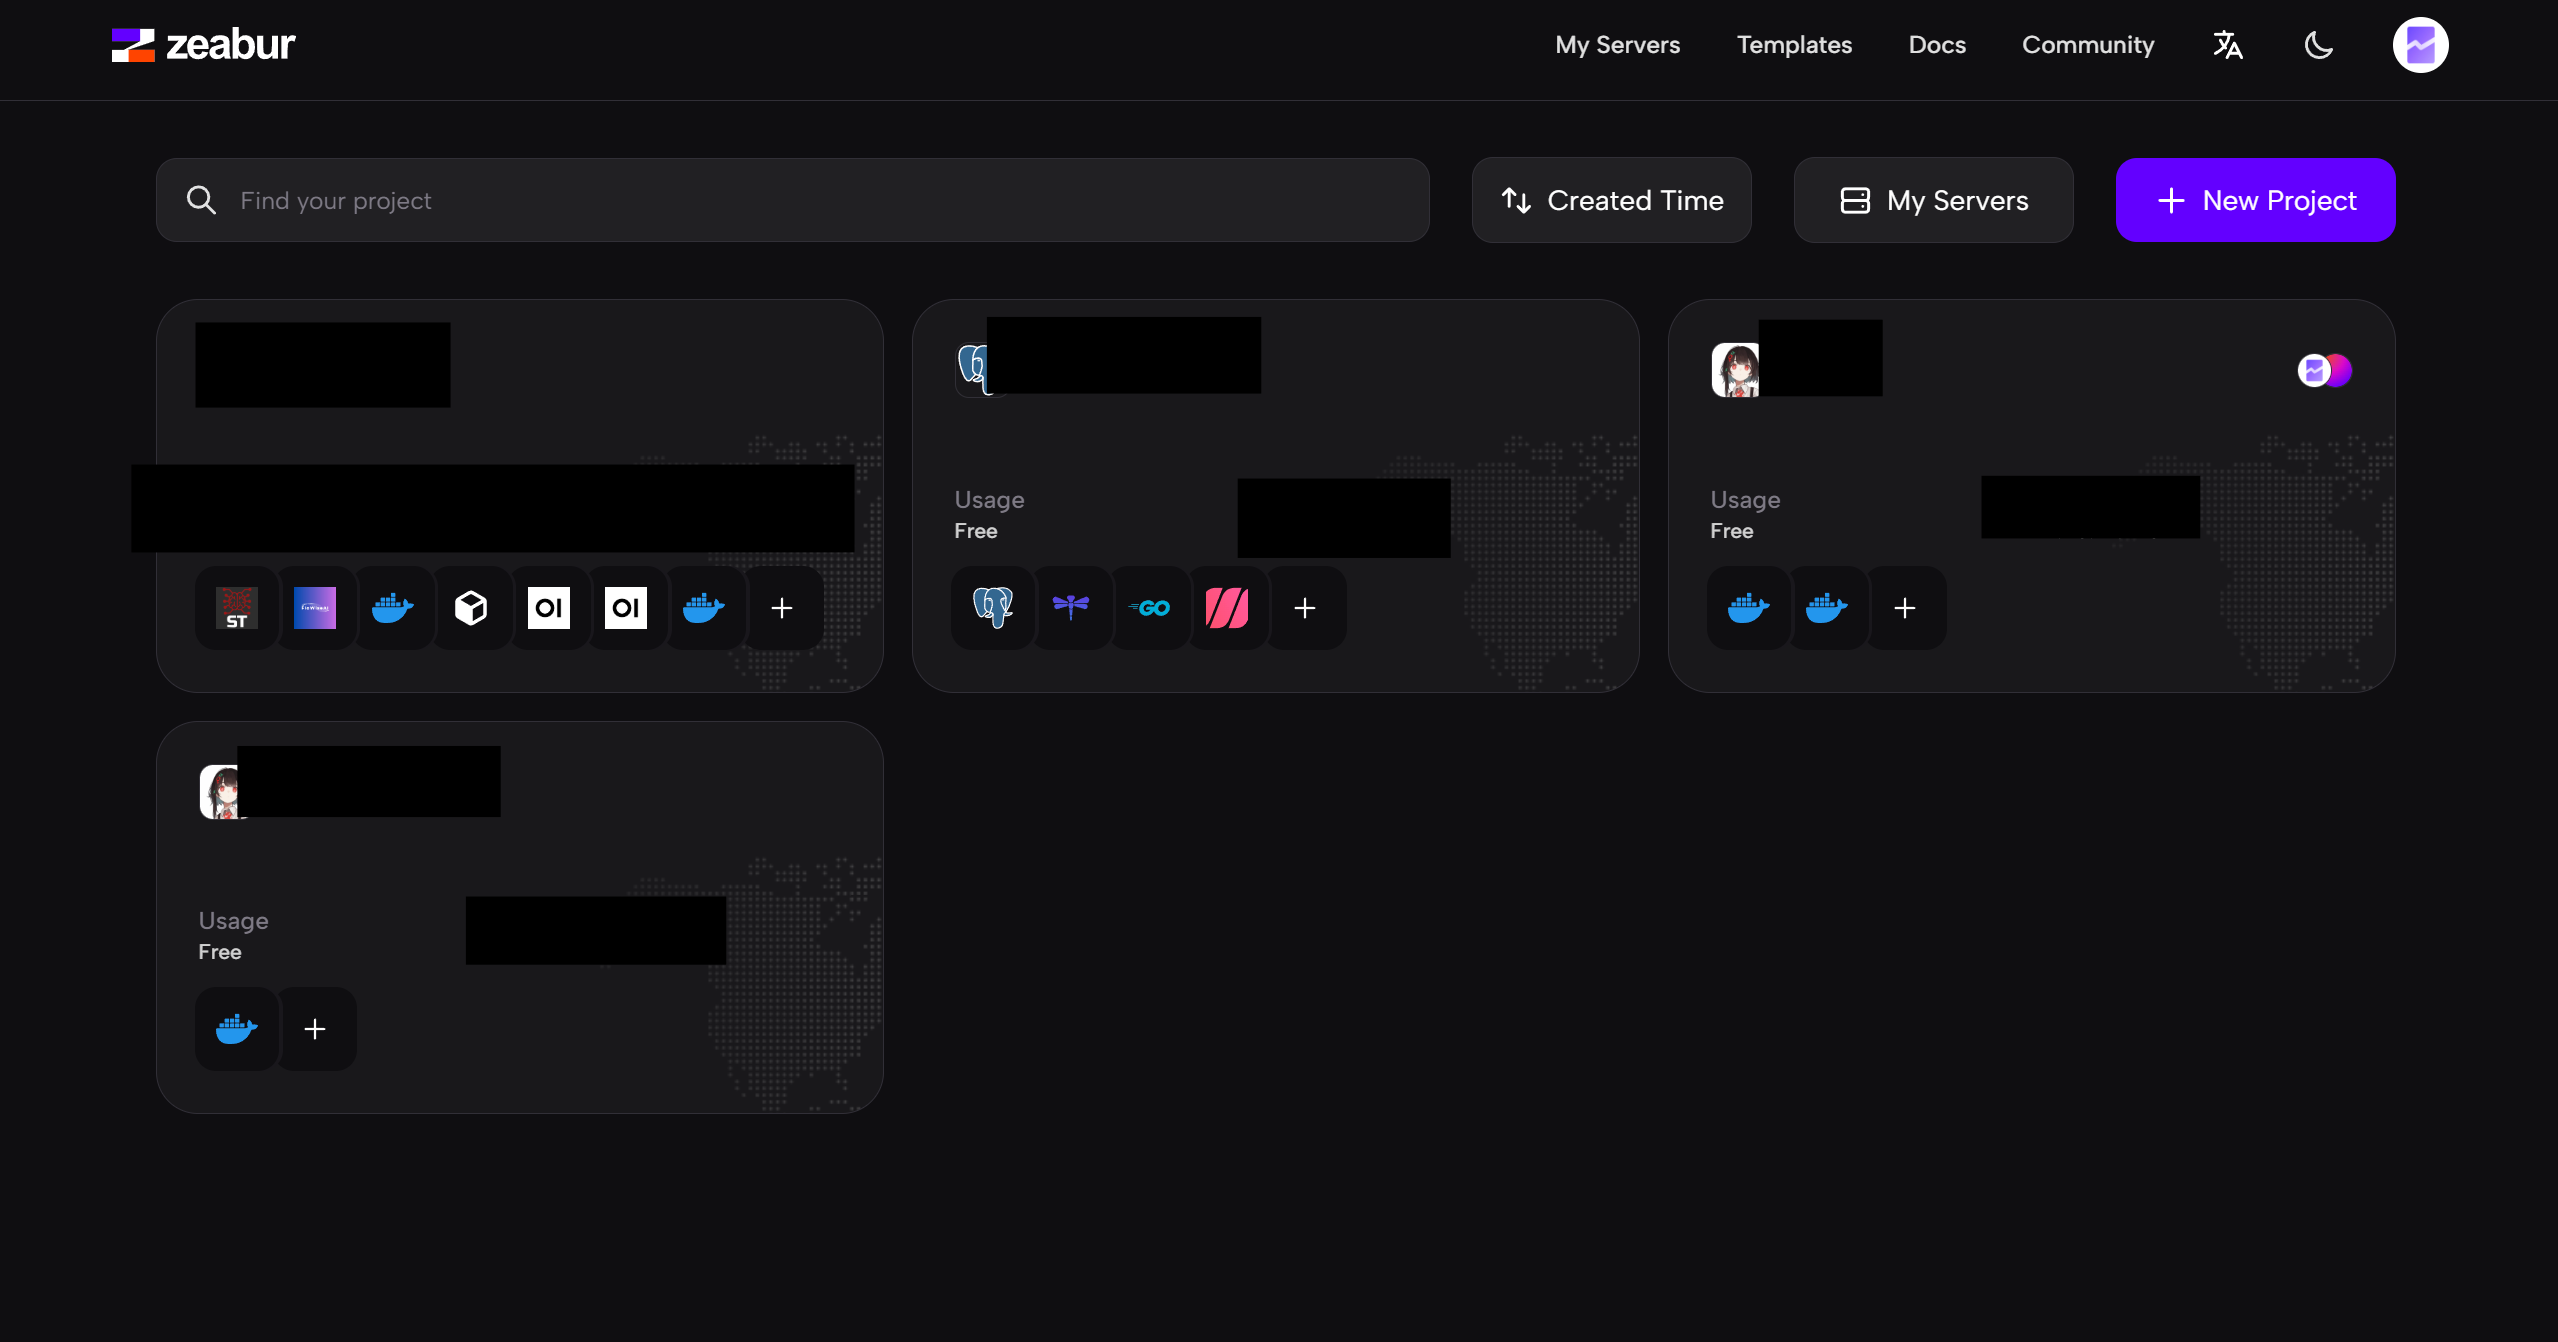 zeabur
My Servers
Templates
Docs
Community
Find your project
Created Time
My Servers
New Project
ST
OI
OI
Usage
Free
GO
Usage
Free
Usage
Free